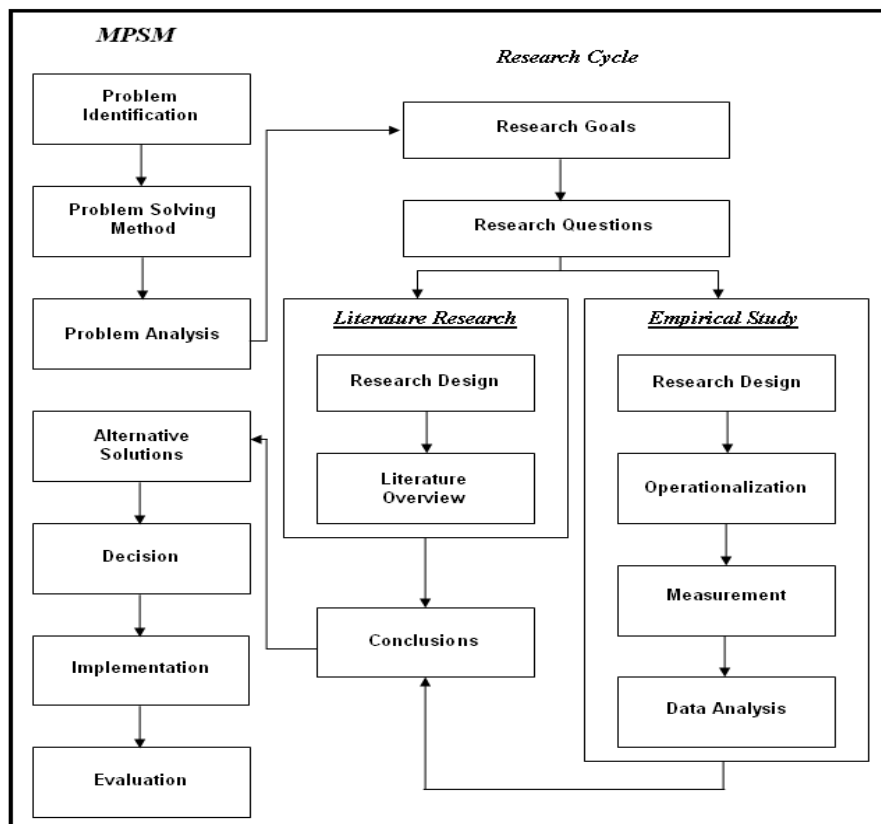 MPSM
Problem
Identification
Problem Solving
Method
Problem Analysis
Alternative
Solutions
Decision
Implementation
Evaluation
Research Cycle
Research Goals
Research Questions
Literature Research
Research Design
Literature
Overview
Conclusions
Empirical Study
Research Design
Operationalization
Measurement
Data Analysis